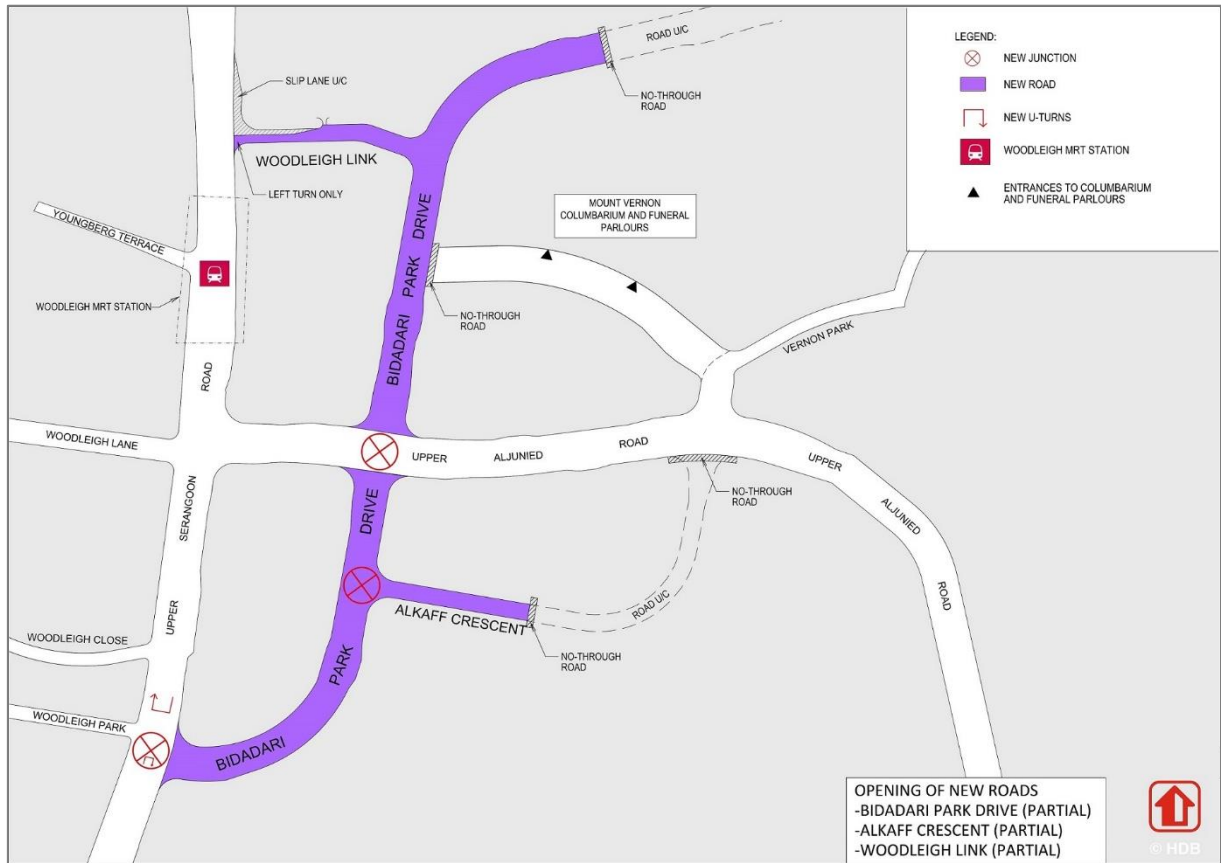 LEGEND:
NEW JUNCTION
NEW ROAD
NEW U-TURNS
WOODLEIGH MRT STATION
ENTRANCES TO COLUMBARIUM
AND FUNERAL PARLOURS
ROAD U/C
SLIP LANE U/C
NO-THROUGH
ROAD
WOODLEIGH LINK
LEFT TURN ONLY
YOUNGBERG TERRACE
WOODLEIGH MRT STATION
BIDADARI PARK DRIVE
MOUNT VERNON
COLUMBARIUM AND FUNERAL
PARLOURS
NO-THROUGH
ROAD
VERNON PARK
WOODLEIGH LANE
UPPER SERANGOON ROAD
UPPER ALJUNIED ROAD
UPPER ALJUNIED ROAD
NO-THROUGH
ROAD
BIDADARI PARK DRIVE
ALKAFF CRESCENT
ROAD U/C
NO-THROUGH
ROAD
WOODLEIGH CLOSE
WOODLEIGH PARK
OPENING OF NEW ROADS
-BIDADARI PARK DRIVE (PARTIAL)
-ALKAFF CRESCENT (PARTIAL)
-WOODLEIGH LINK (PARTIAL)
© HDB